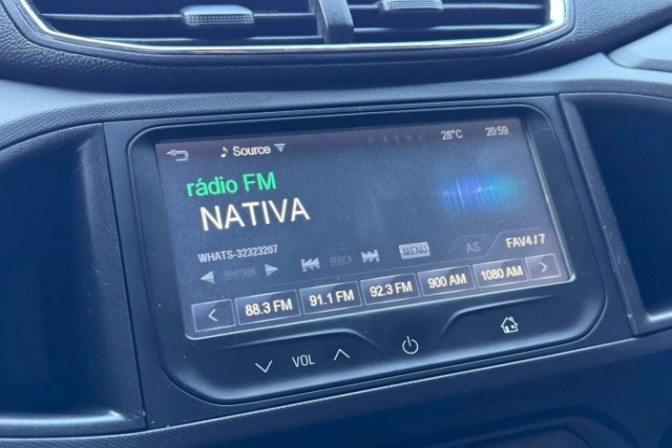 Source 28°C 20:59
rádio FM
NATIVA
WHATS-32323207
SINTONIA BUSCA MENU AS FAV4/7
88.3 FM 91.1 FM 92.3 FM 900 AM 1080 AM
VOL